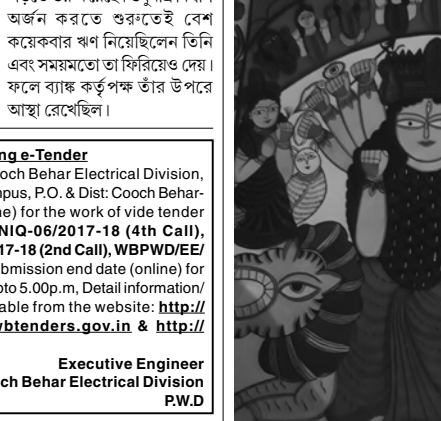 অর্জন করতে শুরুতেই বেশ
কয়েকবার ঋণ নিয়েছিলেন তিনি
এবং সময়মতো তা ফিরিয়েও দেয়।
ফলে ব্যাঙ্ক কর্তৃপক্ষ তাঁর উপরে
আস্থা রেখেছিল।
ng e-Tender
ooch Behar Electrical Division,
npus, P.O. & Dist: Cooch Behar-
ne) for the work of vide tender
NIQ-06/2017-18 (4th Call),
17-18 (2nd Call), WBPWD/EE/
ubmission end date (online) for
pto 5.00p.m, Detail information/
able from the website: http://
wbtenders.gov.in & http://
Executive Engineer
ch Behar Electrical Division
P.W.D